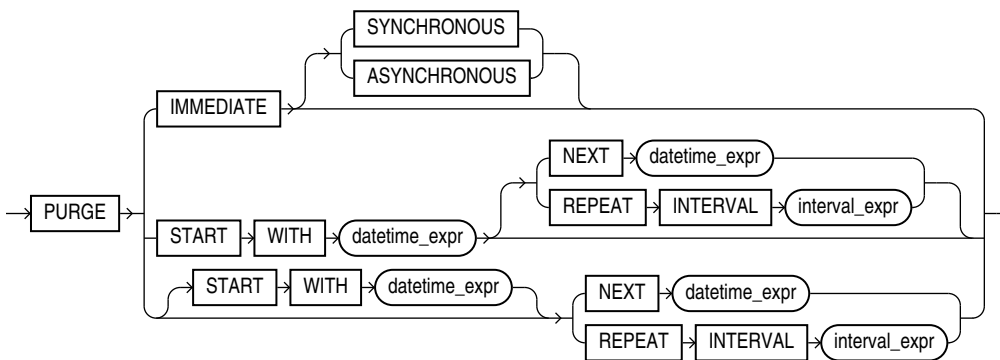 SYNCHRONOUS
ASYNCHRONOUS
IMMEDIATE
NEXT datetime_expr
PURGE REPEAT INTERVAL interval_expr
START WITH datetime_expr
START WITH datetime_expr NEXT datetime_expr
REPEAT INTERVAL interval_expr